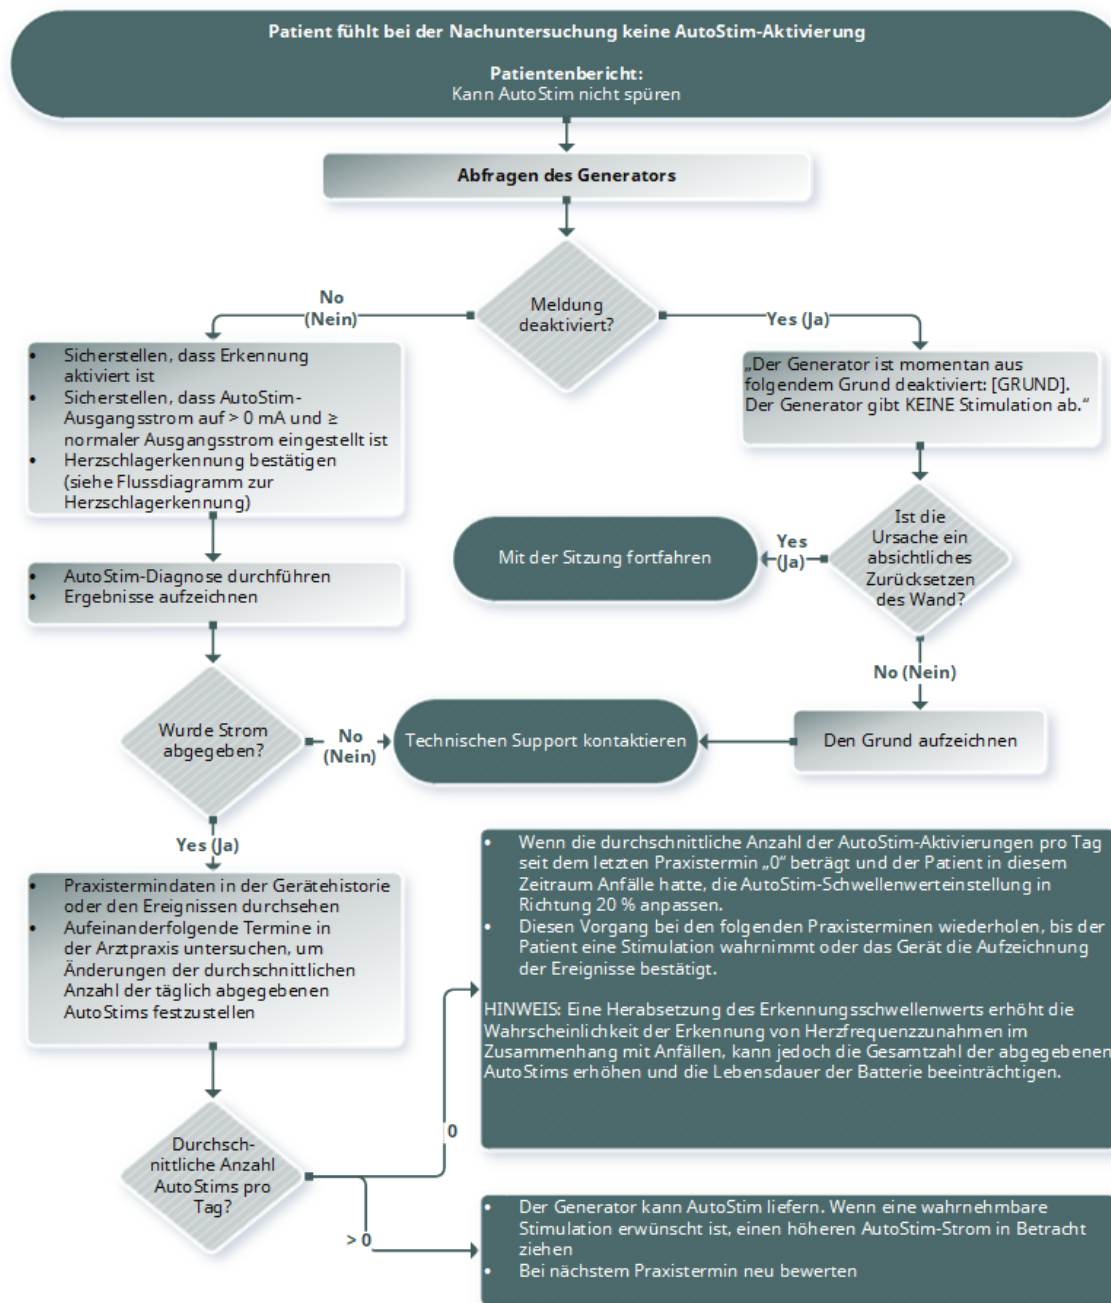 Patient fühlt bei der Nachuntersuchung keine AutoStim-Aktivierung
Patientenbericht:
Kann AutoStim nicht spüren
Abfragen des Generators
Meldung
deaktiviert?
No
(Nein)
Yes (Ja)
• Sicherstellen, dass Erkennung
aktiviert ist
• Sicherstellen, dass AutoStim-
Ausgangsstrom auf > 0 mA und ≥
normaler Ausgangsstrom eingestellt ist
• Herzschlagerkennung bestätigen
(siehe Flussdiagramm zur
Herzschlagerkennung)
„Der Generator ist momentan aus
folgendem Grund deaktiviert: [GRUND].
Der Generator gibt KEINE Stimulation ab.“
Ist die
Ursache ein
absichtliches
Zurücksetzen
des Wand?
Yes
(Ja)
Mit der Sitzung fortfahren
No (Nein)
Den Grund aufzeichnen
• AutoStim-Diagnose durchführen
• Ergebnisse aufzeichnen
Wurde Strom
abgegeben?
No
(Nein)
Technischen Support kontaktieren
Yes (Ja)
• Praxistermindaten in der Gerätehistorie
oder den Ereignissen durchsehen
• Aufeinanderfolgende Termine in
der Arztpraxis untersuchen, um
Änderungen der durchschnittlichen
Anzahl der täglich abgegebenen
AutoStims festzustellen
Durchsch-
nittliche Anzahl
AutoStims pro
Tag?
0
• Wenn die durchschnittliche Anzahl der AutoStim-Aktivierungen pro Tag
seit dem letzten Praxistermin „0“ beträgt und der Patient in diesem
Zeitraum Anfälle hatte, die AutoStim-Schwellenwerteinstellung in
Richtung 20 % anpassen.
• Diesen Vorgang bei den folgenden Praxisterminen wiederholen, bis der
Patient eine Stimulation wahrnimmt oder das Gerät die Aufzeichnung
der Ereignisse bestätigt.
HINWEIS: Eine Herabsetzung des Erkennungsschwellenwerts erhöht die
Wahrscheinlichkeit der Erkennung von Herzfrequenzzunahmen im
Zusammenhang mit Anfällen, kann jedoch die Gesamtzahl der abgegebenen
AutoStims erhöhen und die Lebensdauer der Batterie beeinträchtigen.
> 0
• Der Generator kann AutoStim liefern. Wenn eine wahrnehmbare
Stimulation erwünscht ist, einen höheren AutoStim-Strom in Betracht
ziehen
• Bei nächstem Praxistermin neu bewerten